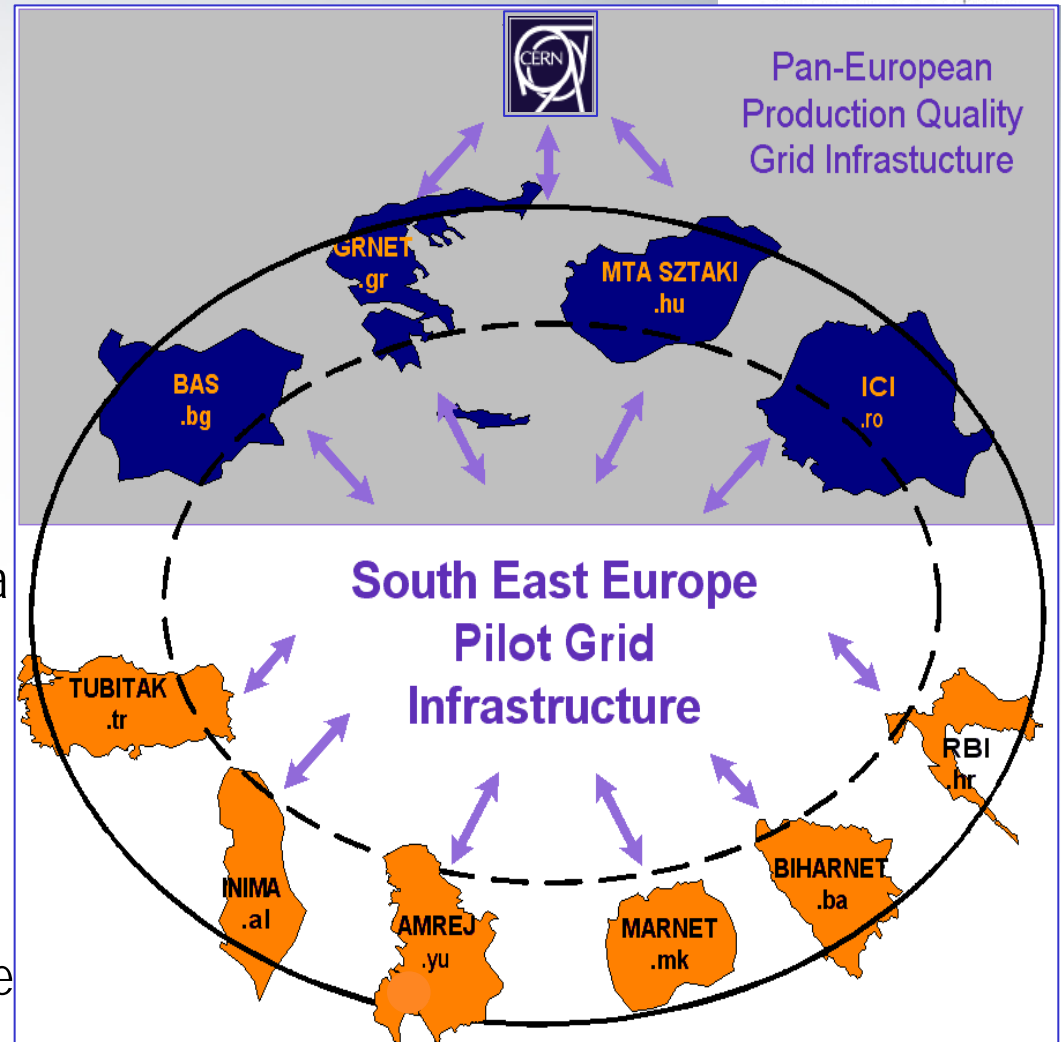 CERN
Pan-European
Production Quality
Grid Infrastucture
GRNET
.gr
MTA SZTAKI
.hu
BAS
.bg
ICI
.ro
a
South East Europe
Pilot Grid
Infrastructure
TUBITAK
.tr
RBI
.hr
INIMA
.al
AMREJ
.yu
MARNET
.mk
BIHARNET
.ba
e